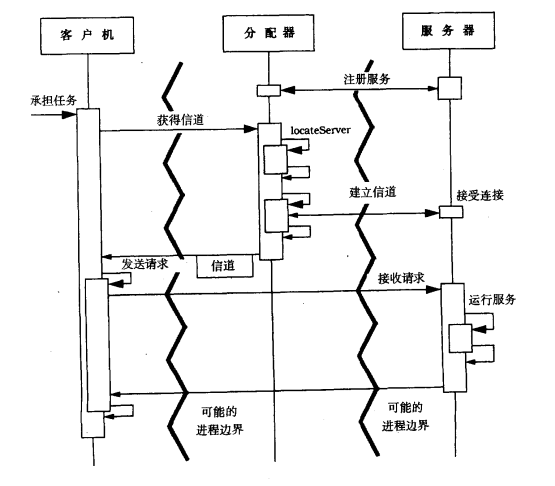 客户机
分配器
服务器
注册服务
承担任务
获得信道
locateServer
建立信道
接受连接
发送请求
信道
接收请求
运行服务
可能的
进程边界
可能的
进程边界